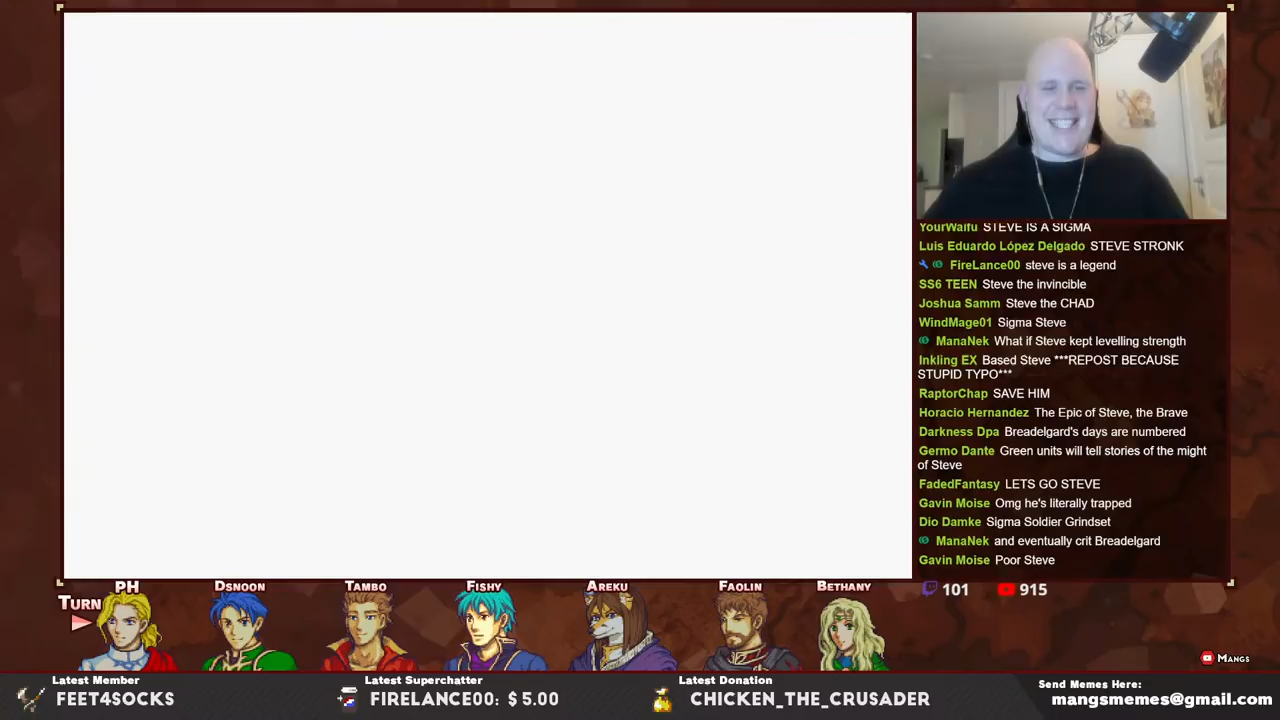 YourWaifu STEVE IS A SIGMA
Luis Eduardo López Delgado STEVE STRONK
FireLance00 steve is a legend
SS6 TEEN Steve the invincible
Joshua Samm Steve the CHAD
WindMage01 Sigma Steve
ManaNek What if Steve kept levelling strength
Inkling EX Based Steve ***REPOST BECAUSE
STUPID TYPO***
RaptorChap SAVE HIM
Horacio Hernandez The Epic of Steve, the Brave
Darkness Dpa Breadelgard's days are numbered
Germo Dante Green units will tell stories of the might
of Steve
FadedFantasy LETS GO STEVE
Gavin Moise Omg he's literally trapped
Dio Damke Sigma Soldier Grindset
ManaNek and eventually crit Breadelgard
Gavin Moise Poor Steve
PH Dsnoon Tambo Fishy Areku Faolin Bethany
101 915
Turn
Mangs
Latest Member
FEET4SOCKS
Latest Superchatter
FIRELANCE00: $5.00
Latest Donation
CHICKEN_THE_CRUSADER
Send Memes Here:
mangsmemes@gmail.com